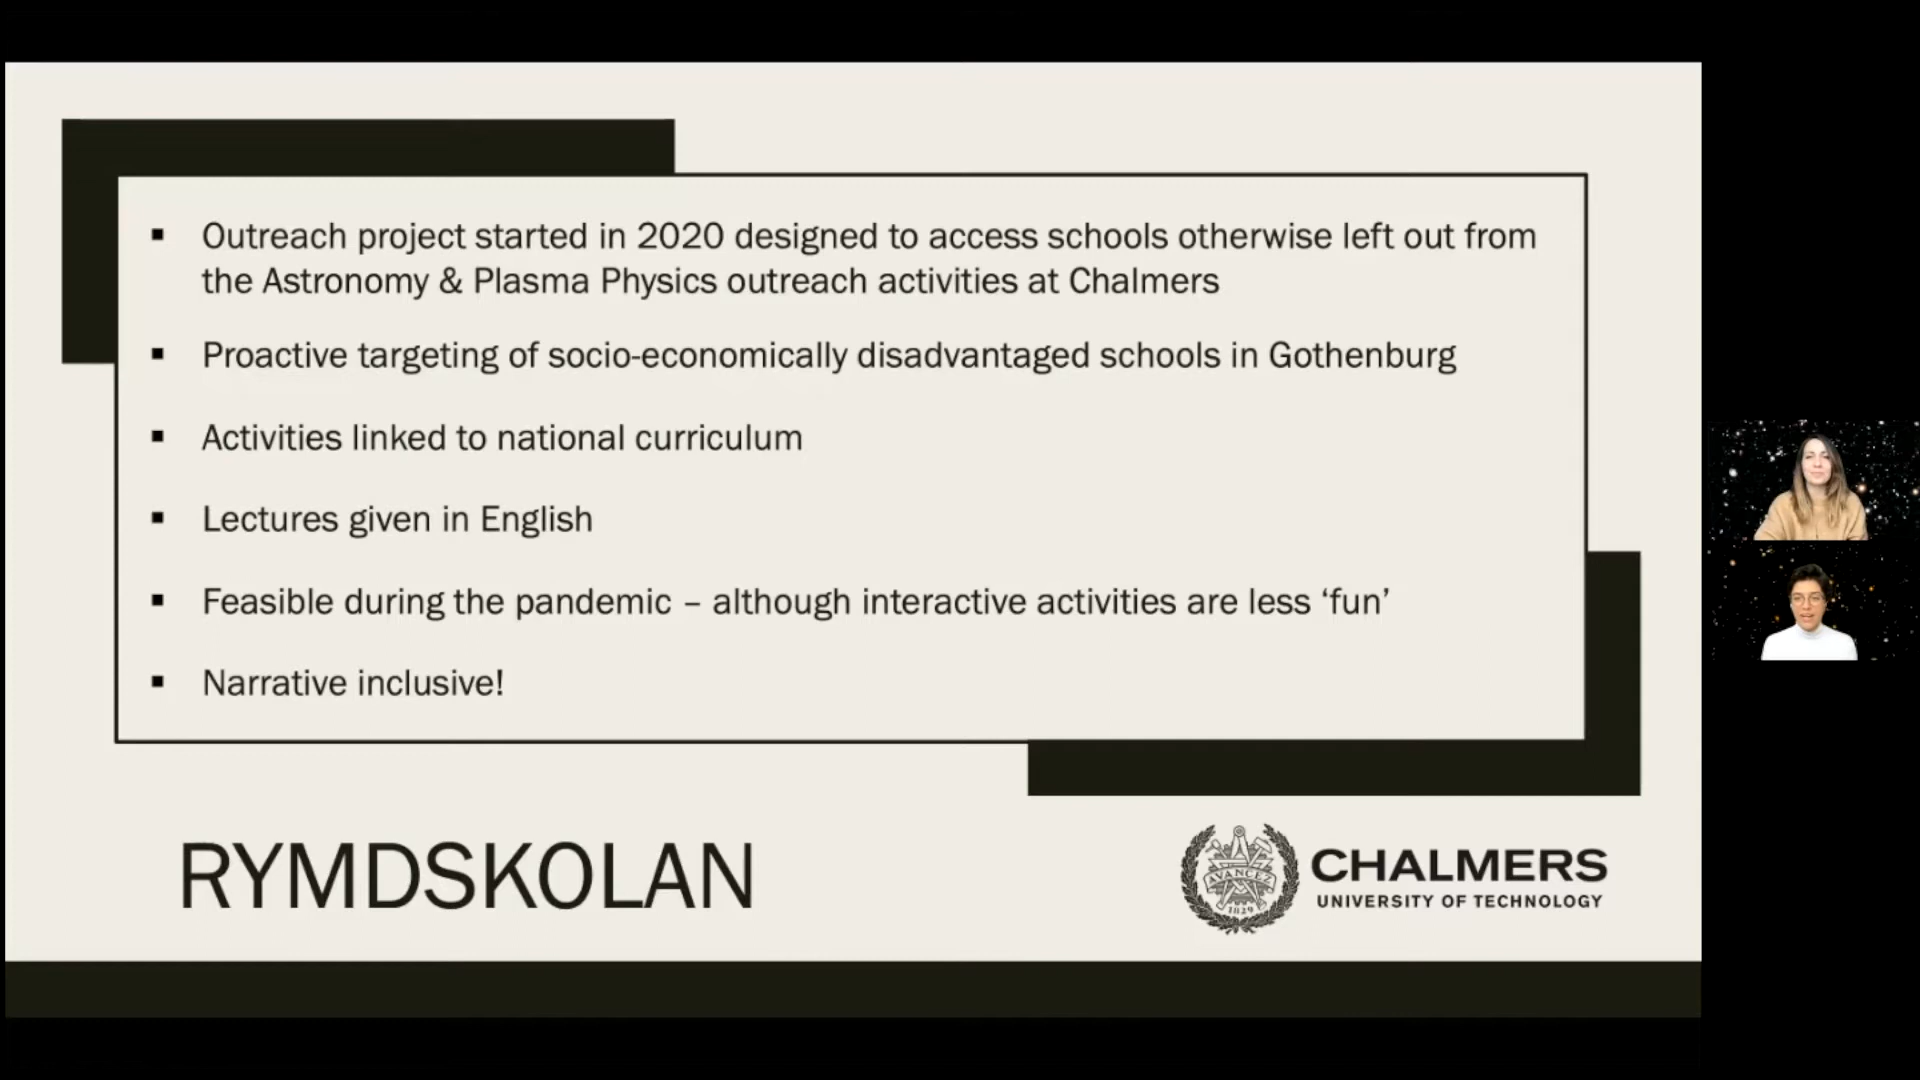 ▪ Outreach project started in 2020 designed to access schools otherwise left out from
the Astronomy & Plasma Physics outreach activities at Chalmers
▪ Proactive targeting of socio-economically disadvantaged schools in Gothenburg
▪ Activities linked to national curriculum
▪ Lectures given in English
▪ Feasible during the pandemic – although interactive activities are less ‘fun’
▪ Narrative inclusive!
RYMDSKOLAN
AVANCEZ
1829
CHALMERS
UNIVERSITY OF TECHNOLOGY